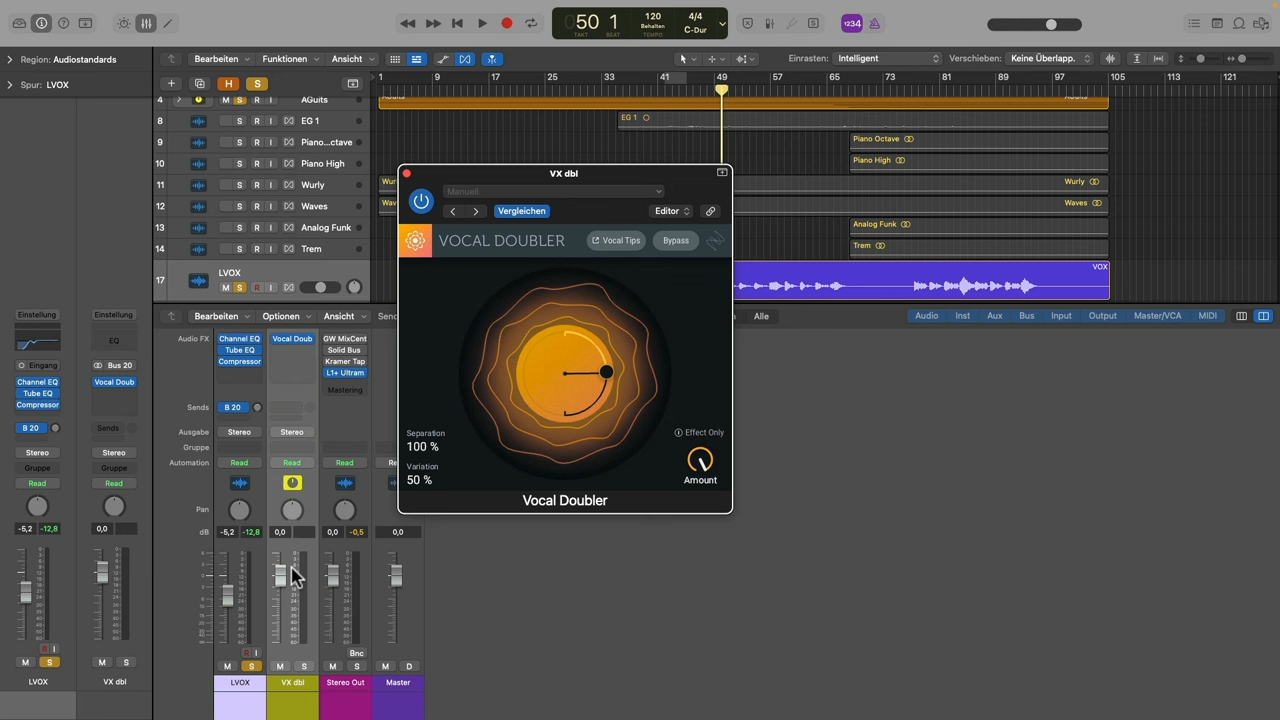 50 1
120
4/4
Behalten
C-Dur
TAKT BEAT TEMPO
1234
Region: Audiostandards
Bearbeiten Funktionen Ansicht
Einrasten: Intelligent
Verschieben: Keine Überlapp.
Spur: LVOX
H S
1 9 17 25 33 41 49 57 65 73 81 89 97 105 113 121
4 M S R I AGuits
8 M S R I EG 1
EG 1
9 M S R I Piano...ctave
Piano Octave
10 M S R I Piano High
Piano High
11 M S R I Wurly
Wurly
12 M S R I Waves
Waves
13 M S R I Analog Funk
Analog Funk
14 M S R I Trem
Trem
17 LVOX
M S R I
VOX
VX dbl
Manuell
Vergleichen
Editor
VOCAL DOUBLER
Vocal Tips
Bypass
Separation
100 %
Variation
50 %
Effect Only
Amount
Vocal Doubler
Bearbeiten Optionen Ansicht
Alle
Audio Inst Aux Bus Input Output Master/VCA MIDI
Einstellung Einstellung
EQ
Eingang Bus 20
Channel EQ Vocal Doub
Tube EQ
Compressor
B 20 Sends
Stereo Stereo
Gruppe Gruppe
Read Read
-5,2 -12,8 0,0
R I
M S M S
LVOX VX dbl
Audio FX Channel EQ Vocal Doub GW MixCent
Tube EQ Solid Bus
Compressor Kramer Tap
L1+ Ultram
Mastering
Sends B 20
Ausgabe Stereo Stereo
Gruppe
Automation Read Read Read
Pan
dB -5,2 -12,8 0,0 0,0 -0,5 0,0
R I Bnc
M S M S M S M D
LVOX VX dbl Stereo Out Master